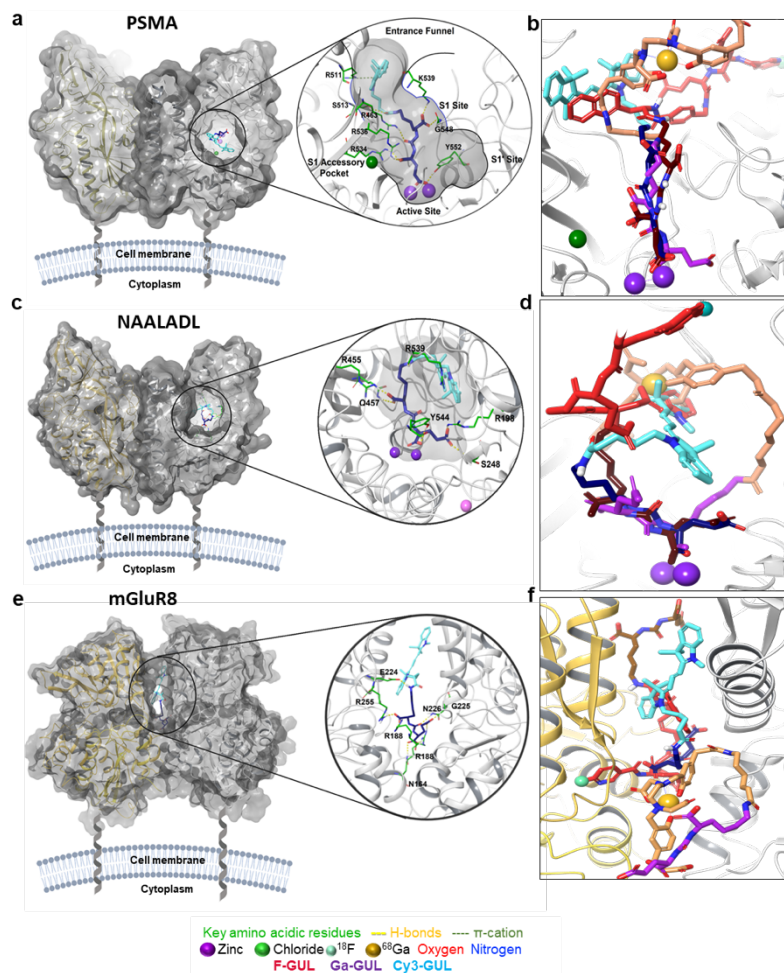 a
PSMA
Entrance Funnel
R511
K539
S513
R463
S1 Site
R536
G548
R534
Y552
S1' Site
S1 Accessory
Pocket
Active Site
Cell membrane
Cytoplasm
b
c
NAALADL
R539
R455
Q457
Y544
R198
S248
Cell membrane
Cytoplasm
d
e
mGluR8
E224
R255
N226
G225
R188
R188
N164
Cell membrane
Cytoplasm
f
Key amino acidic residues H-bonds π-cation
Zinc Chloride 18F 68Ga Oxygen Nitrogen
F-GUL Ga-GUL Cy3-GUL